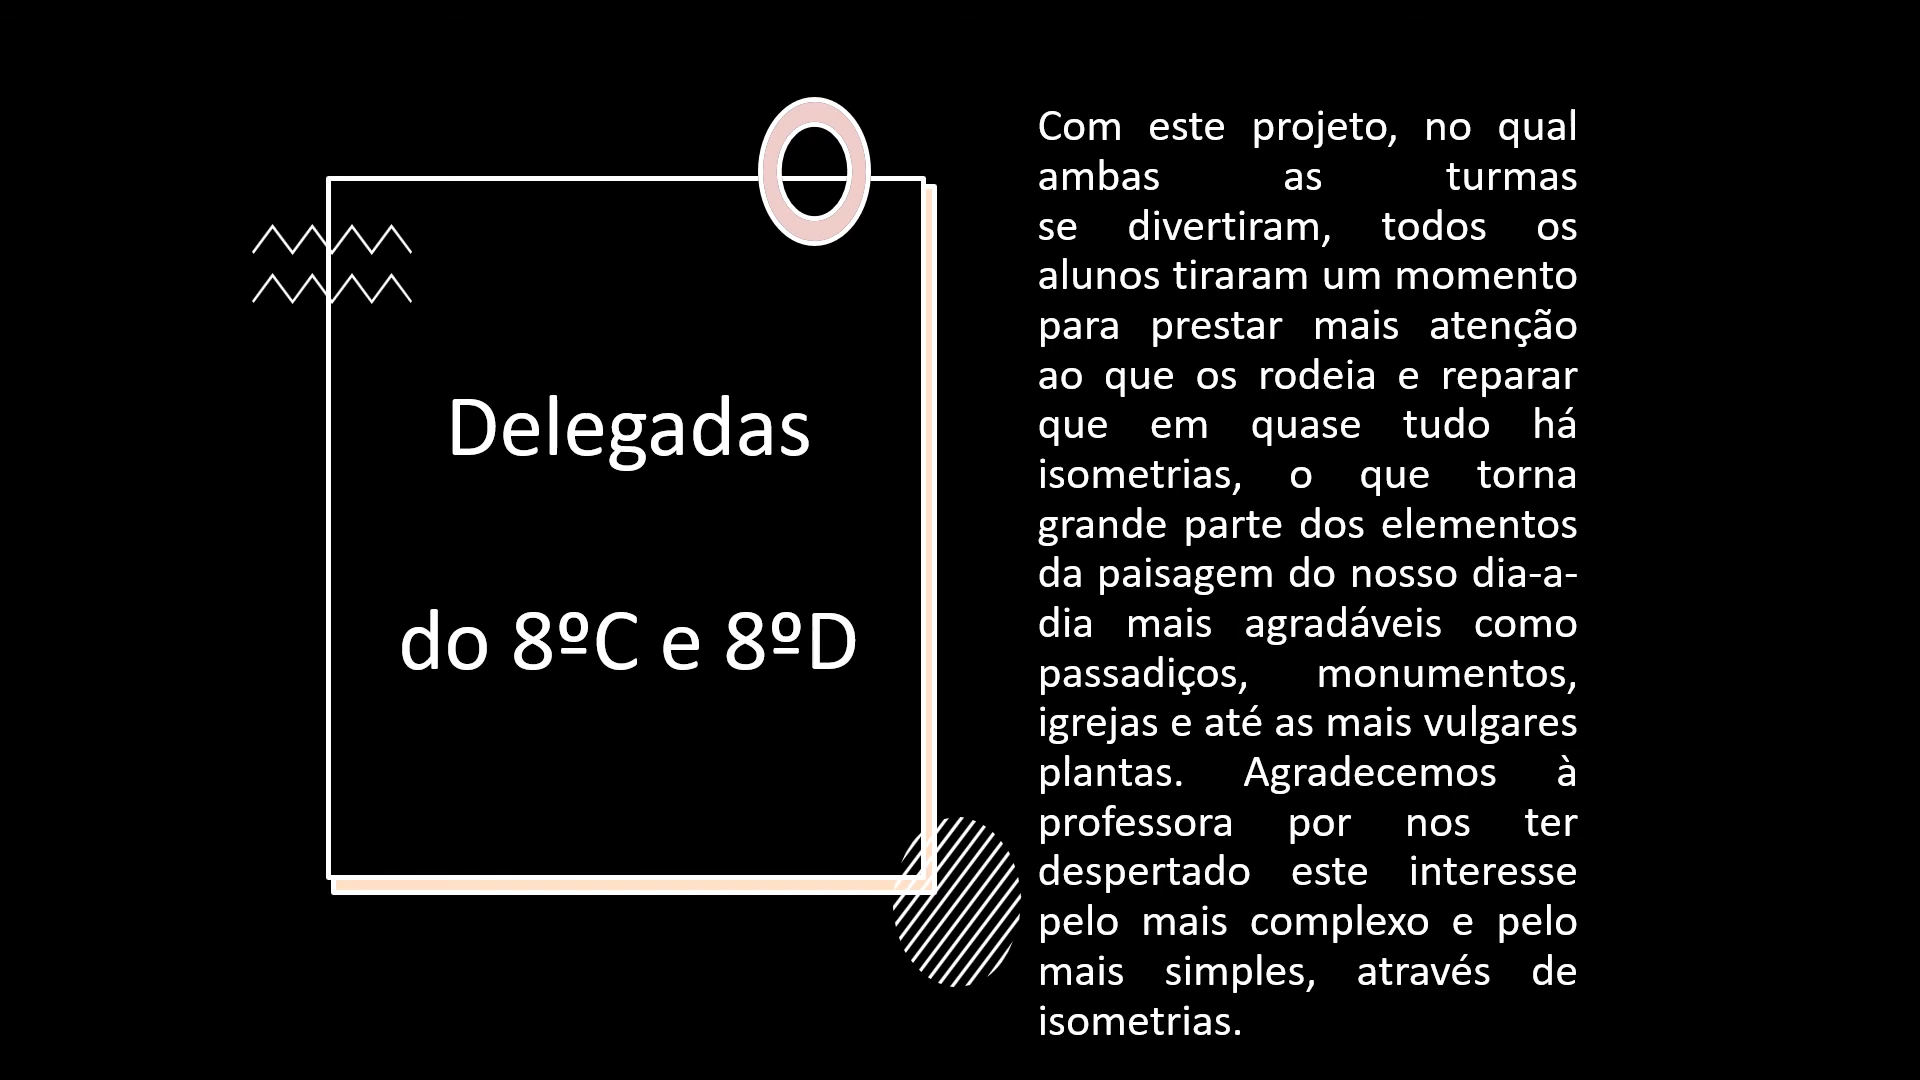 Delegadas
do 8ºC e 8ºD
Com este projeto, no qual
ambas as turmas
se divertiram, todos os
alunos tiraram um momento
para prestar mais atenção
ao que os rodeia e reparar
que em quase tudo há
isometrias, o que torna
grande parte dos elementos
da paisagem do nosso dia-a-
dia mais agradáveis como
passadiços, monumentos,
igrejas e até as mais vulgares
plantas. Agradecemos à
professora por nos ter
despertado este interesse
pelo mais complexo e pelo
mais simples, através de
isometrias.